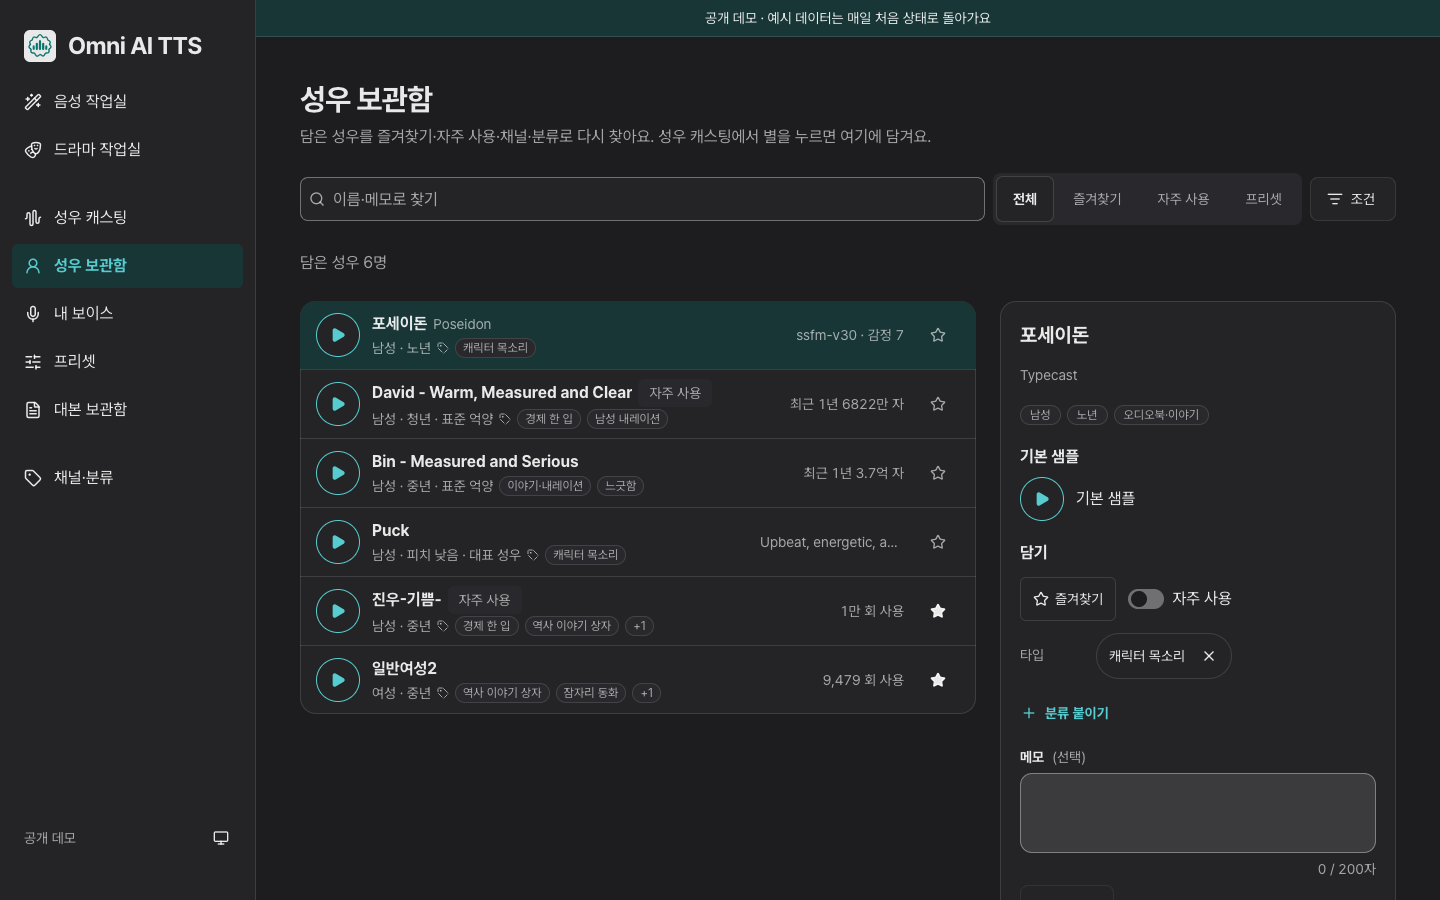 Omni AI TTS
음성 작업실
드라마 작업실
성우 캐스팅
성우 보관함
내 보이스
프리셋
대본 보관함
채널·분류
공개 데모
공개 데모 · 예시 데이터는 매일 처음 상태로 돌아가요
성우 보관함
담은 성우를 즐겨찾기·자주 사용·채널·분류로 다시 찾아요. 성우 캐스팅에서 별을 누르면 여기에 담겨요.
이름·메모로 찾기
전체 즐겨찾기 자주 사용 프리셋 조건
담은 성우 6명
포세이돈 Poseidon
남성 · 노년 캐릭터 목소리
ssfm-v30 · 감정 7
David - Warm, Measured and Clear 자주 사용
남성 · 청년 · 표준 억양 경제 한 입 남성 내레이션
최근 1년 6822만 자
Bin - Measured and Serious
남성 · 중년 · 표준 억양 이야기·내레이션 느긋함
최근 1년 3.7억 자
Puck
남성 · 피치 낮음 · 대표 성우 캐릭터 목소리
Upbeat, energetic, a...
진우-기쁨- 자주 사용
남성 · 중년 경제 한 입 역사 이야기 상자 +1
1만 회 사용
일반여성2
여성 · 중년 역사 이야기 상자 잠자리 동화 +1
9,479 회 사용
포세이돈
Typecast
남성 노년 오디오북·이야기
기본 샘플
기본 샘플
담기
즐겨찾기 자주 사용
타입 캐릭터 목소리
분류 붙이기
메모 (선택)
0 / 200자